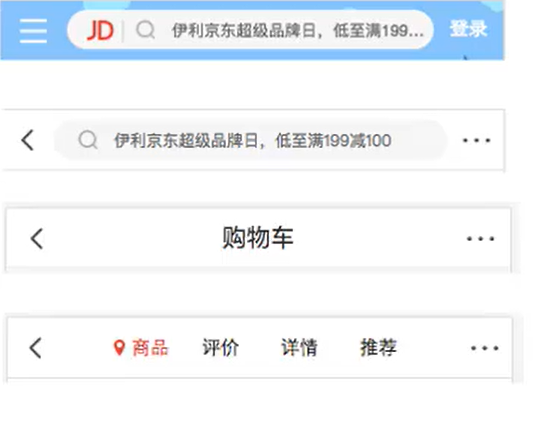 JD 伊利京东超级品牌日，低至满199... 登录
伊利京东超级品牌日，低至满199减100
购物车
商品 评价 详情 推荐